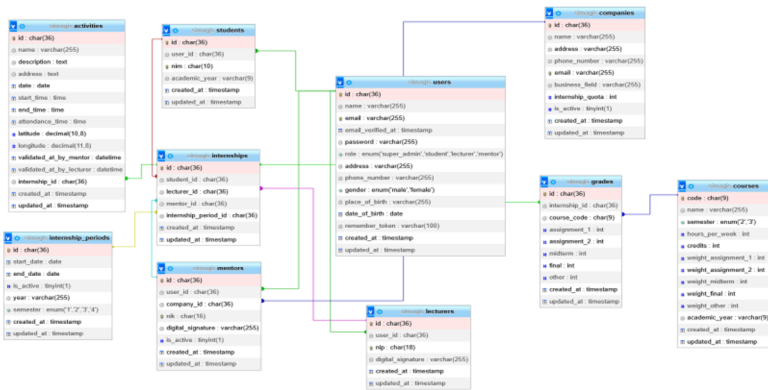 activities
id : char(36)
name : varchar(255)
description : text
address : text
date : date
start_time : time
end_time : time
attendance_time : time
latitude : decimal(10,8)
longitude : decimal(11,8)
validated_at_by_mentor : datetime
validated_at_by_lecturer : datetime
internship_id : char(36)
created_at : timestamp
updated_at : timestamp
students
id : char(36)
user_id : char(36)
nim : char(10)
academic_year : varchar(9)
created_at : timestamp
updated_at : timestamp
companies
id : char(36)
name : varchar(255)
address : varchar(255)
phone_number : varchar(255)
email : varchar(255)
business_field : varchar(255)
internship_quota : int
is_active : tinyint(1)
created_at : timestamp
updated_at : timestamp
users
id : char(36)
name : varchar(255)
email : varchar(255)
email_verified_at : timestamp
password : varchar(255)
role : enum('super_admin','student','lecturer','mentor')
address : varchar(255)
phone_number : varchar(255)
gender : enum('male','female')
place_of_birth : varchar(255)
date_of_birth : date
remember_token : varchar(100)
created_at : timestamp
updated_at : timestamp
internships
id : char(36)
student_id : char(36)
lecturer_id : char(36)
mentor_id : char(36)
internship_period_id : char(36)
created_at : timestamp
updated_at : timestamp
grades
id : char(36)
internship_id : char(36)
course_code : char(9)
assignment_1 : int
assignment_2 : int
midterm : int
final : int
other : int
created_at : timestamp
updated_at : timestamp
courses
code : char(9)
name : varchar(255)
semester : enum('2','3')
hours_per_week : int
credits : int
weight_assignment_1 : int
weight_assignment_2 : int
weight_midterm : int
weight_final : int
weight_other : int
academic_year : varchar(9)
created_at : timestamp
updated_at : timestamp
internship_periods
id : char(36)
start_date : date
end_date : date
is_active : tinyint(1)
year : varchar(255)
semester : enum('1','2','3','4')
created_at : timestamp
updated_at : timestamp
mentors
id : char(36)
user_id : char(36)
company_id : char(36)
nik : char(16)
digital_signature : varchar(255)
is_active : tinyint(1)
created_at : timestamp
updated_at : timestamp
lecturers
id : char(36)
user_id : char(36)
nip : char(18)
digital_signature : varchar(255)
created_at : timestamp
updated_at : timestamp